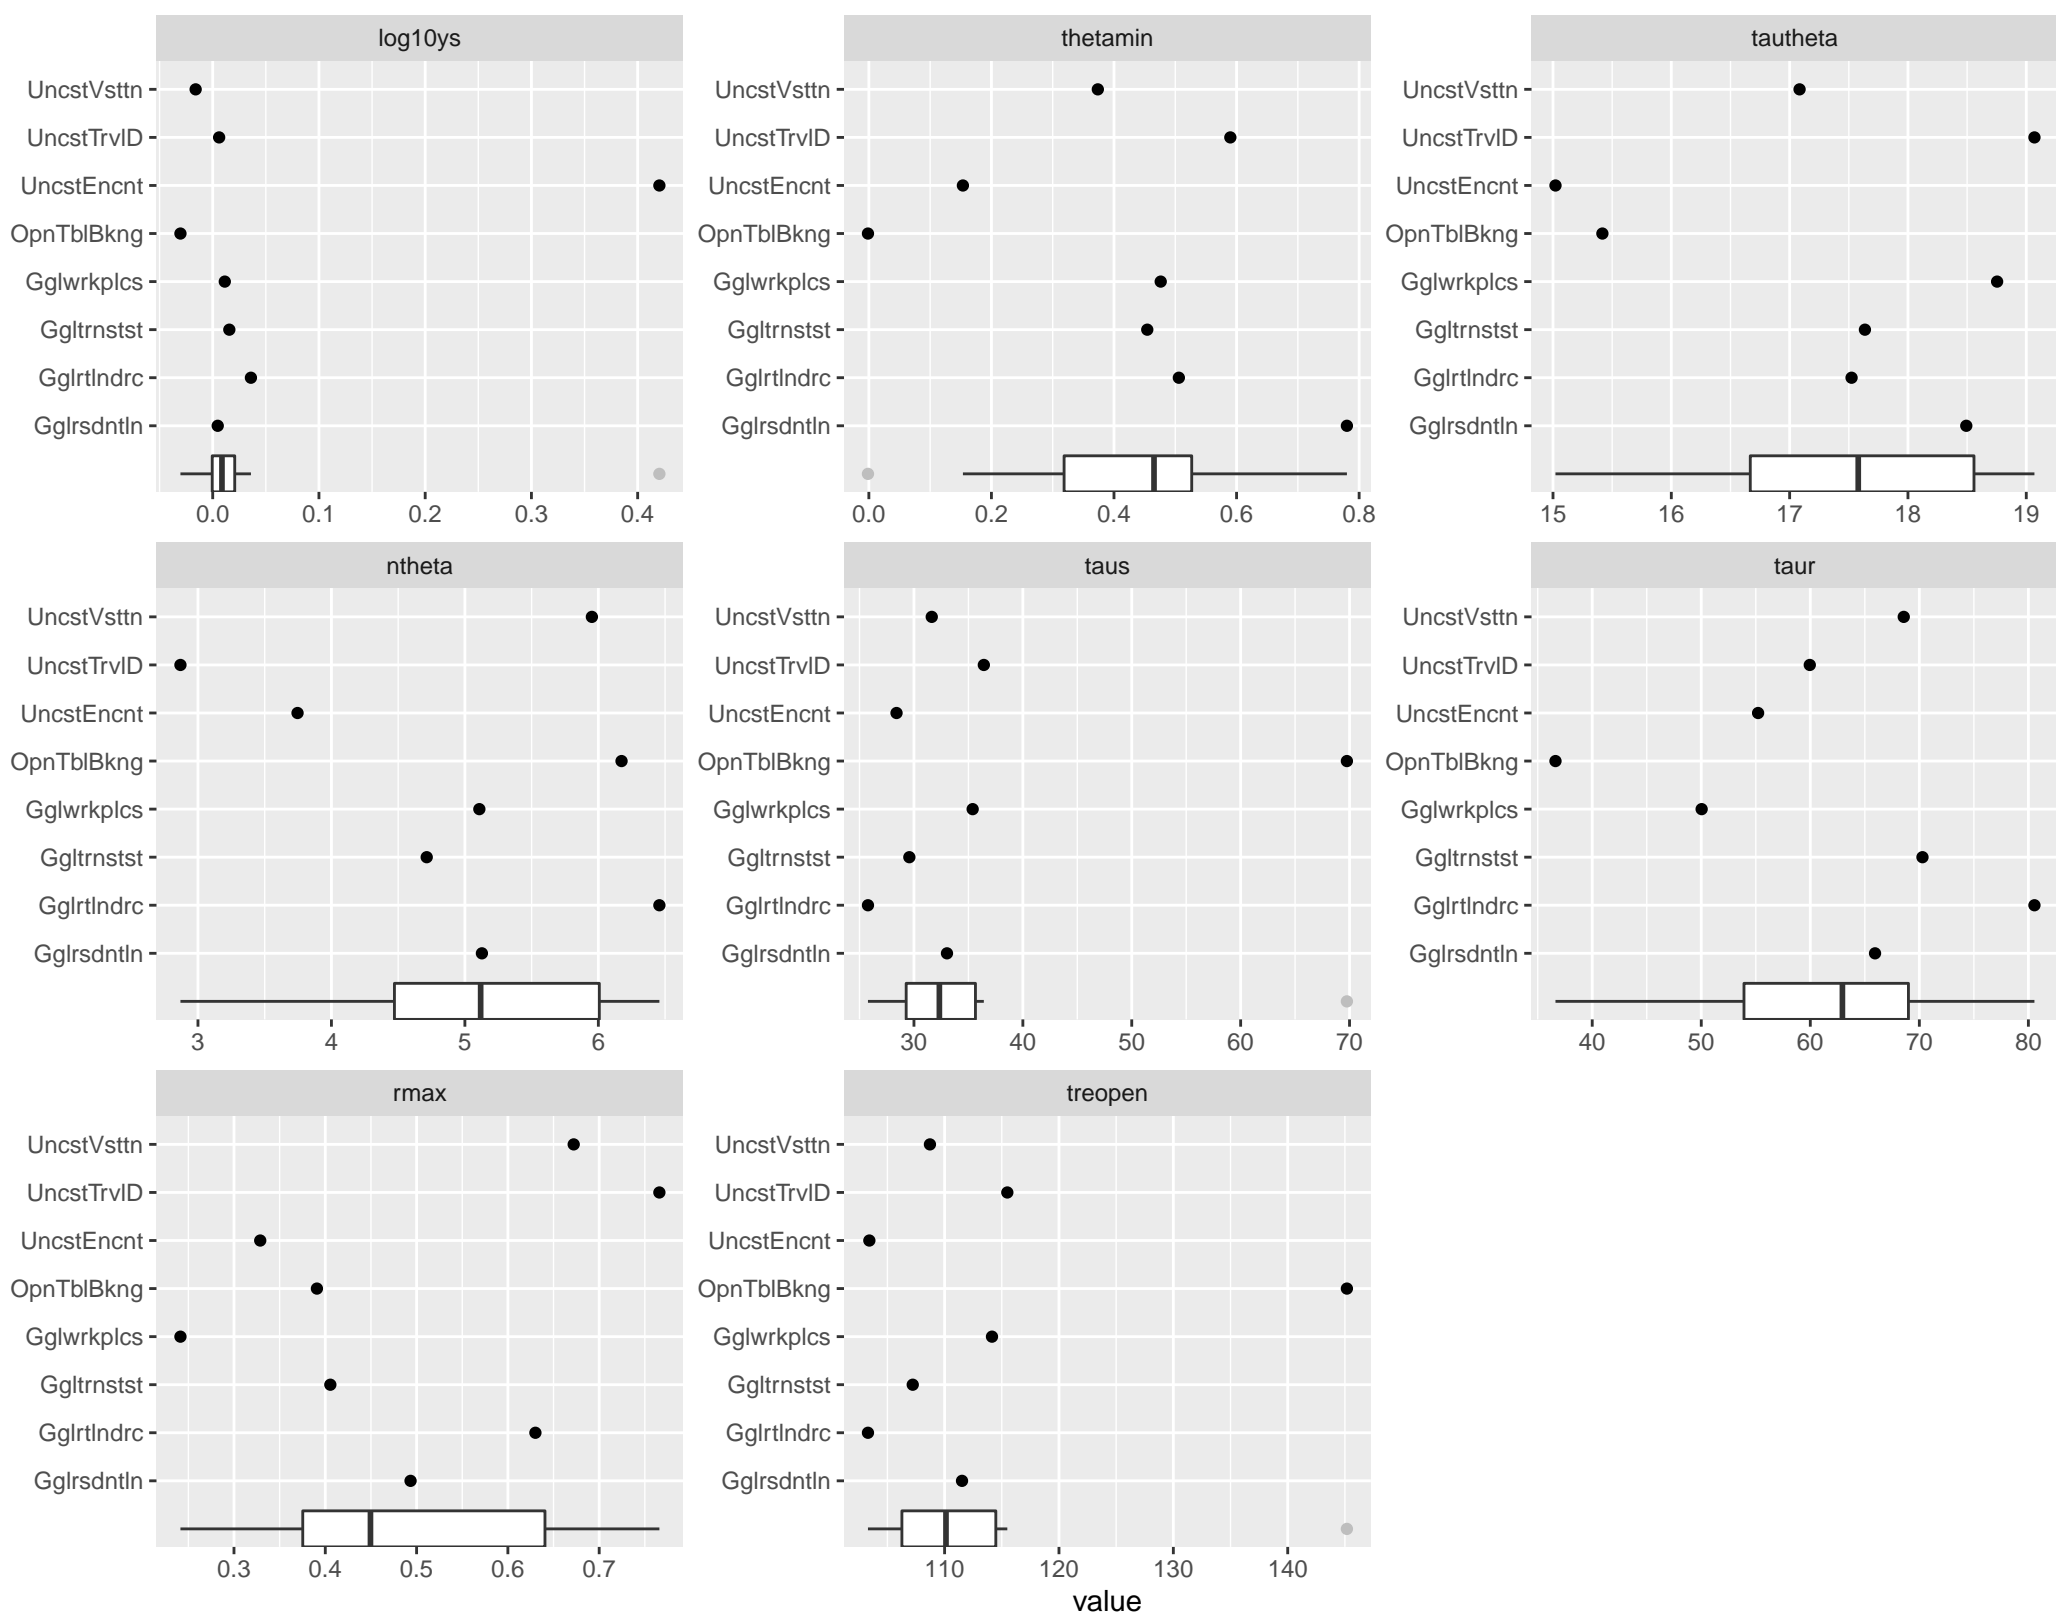 log10ys
UncstVsttn
UncstTrvlD
UncstEncnt
OpnTblBkng
Gglwrkplcs
Ggltrnstst
Gglrtlndrc
Gglrsdntln
0.0 0.1 0.2 0.3 0.4
thetamin
UncstVsttn
UncstTrvlD
UncstEncnt
OpnTblBkng
Gglwrkplcs
Ggltrnstst
Gglrtlndrc
Gglrsdntln
0.0 0.2 0.4 0.6 0.8
tautheta
UncstVsttn
UncstTrvlD
UncstEncnt
OpnTblBkng
Gglwrkplcs
Ggltrnstst
Gglrtlndrc
Gglrsdntln
15 16 17 18 19
ntheta
UncstVsttn
UncstTrvlD
UncstEncnt
OpnTblBkng
Gglwrkplcs
Ggltrnstst
Gglrtlndrc
Gglrsdntln
3 4 5 6
taus
UncstVsttn
UncstTrvlD
UncstEncnt
OpnTblBkng
Gglwrkplcs
Ggltrnstst
Gglrtlndrc
Gglrsdntln
30 40 50 60 70
taur
UncstVsttn
UncstTrvlD
UncstEncnt
OpnTblBkng
Gglwrkplcs
Ggltrnstst
Gglrtlndrc
Gglrsdntln
40 50 60 70 80
rmax
UncstVsttn
UncstTrvlD
UncstEncnt
OpnTblBkng
Gglwrkplcs
Ggltrnstst
Gglrtlndrc
Gglrsdntln
0.3 0.4 0.5 0.6 0.7
treopen
UncstVsttn
UncstTrvlD
UncstEncnt
OpnTblBkng
Gglwrkplcs
Ggltrnstst
Gglrtlndrc
Gglrsdntln
110 120 130 140
value